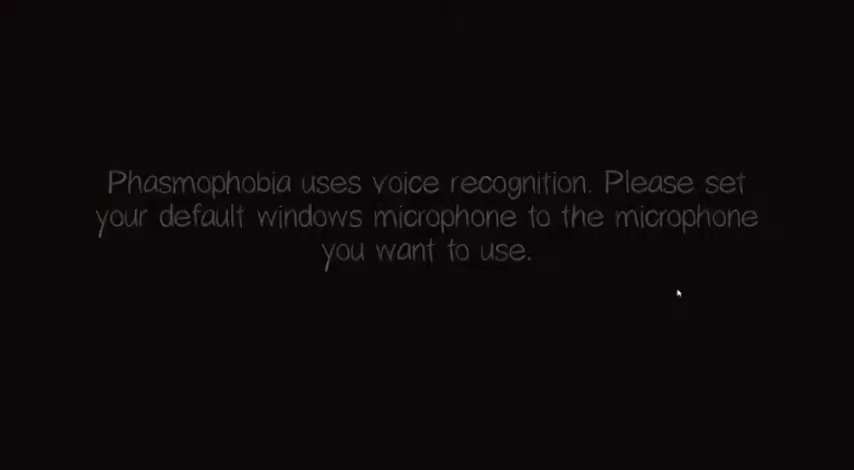 Phasmophobia uses voice recognition. Please set
your default windows microphone to the microphone
you want to use.